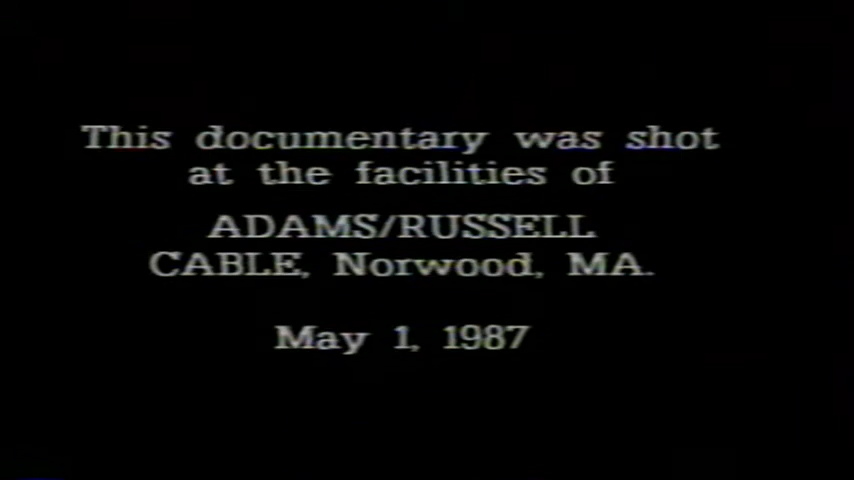 This documentary was shot
at the facilities of
ADAMS/RUSSELL
CABLE, Norwood, MA.
May 1, 1987